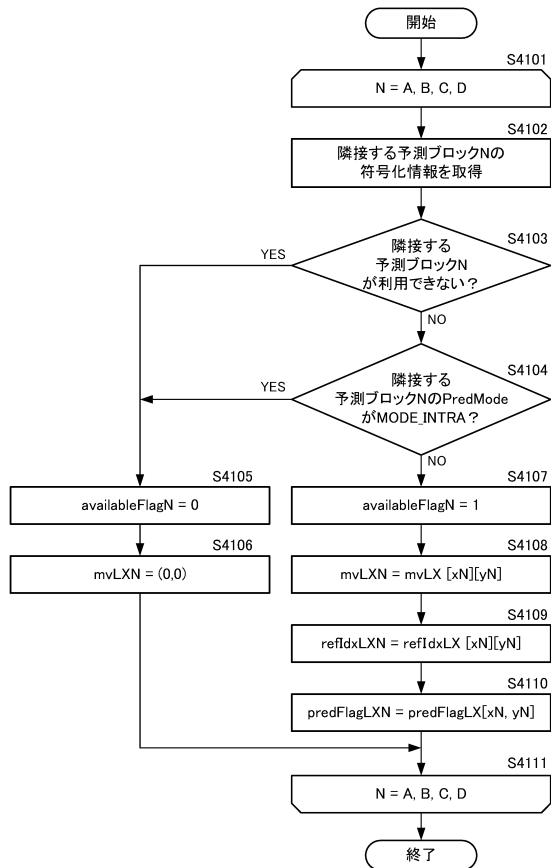 開始
S4101
N = A, B, C, D
S4102
隣接する予測ブロックNの
符号化情報を取得
S4103
隣接する
予測ブロックN
が利用できない？
YES
NO
S4104
隣接する
予測ブロックNのPredMode
がMODE_INTRA？
YES
NO
S4105
availableFlagN = 0
S4107
availableFlagN = 1
S4106
mvLXN = (0,0)
S4108
mvLXN = mvLX [xN][yN]
S4109
refIdxLXN = refIdxLX [xN][yN]
S4110
predFlagLXN = predFlagLX[xN, yN]
S4111
N = A, B, C, D
終了